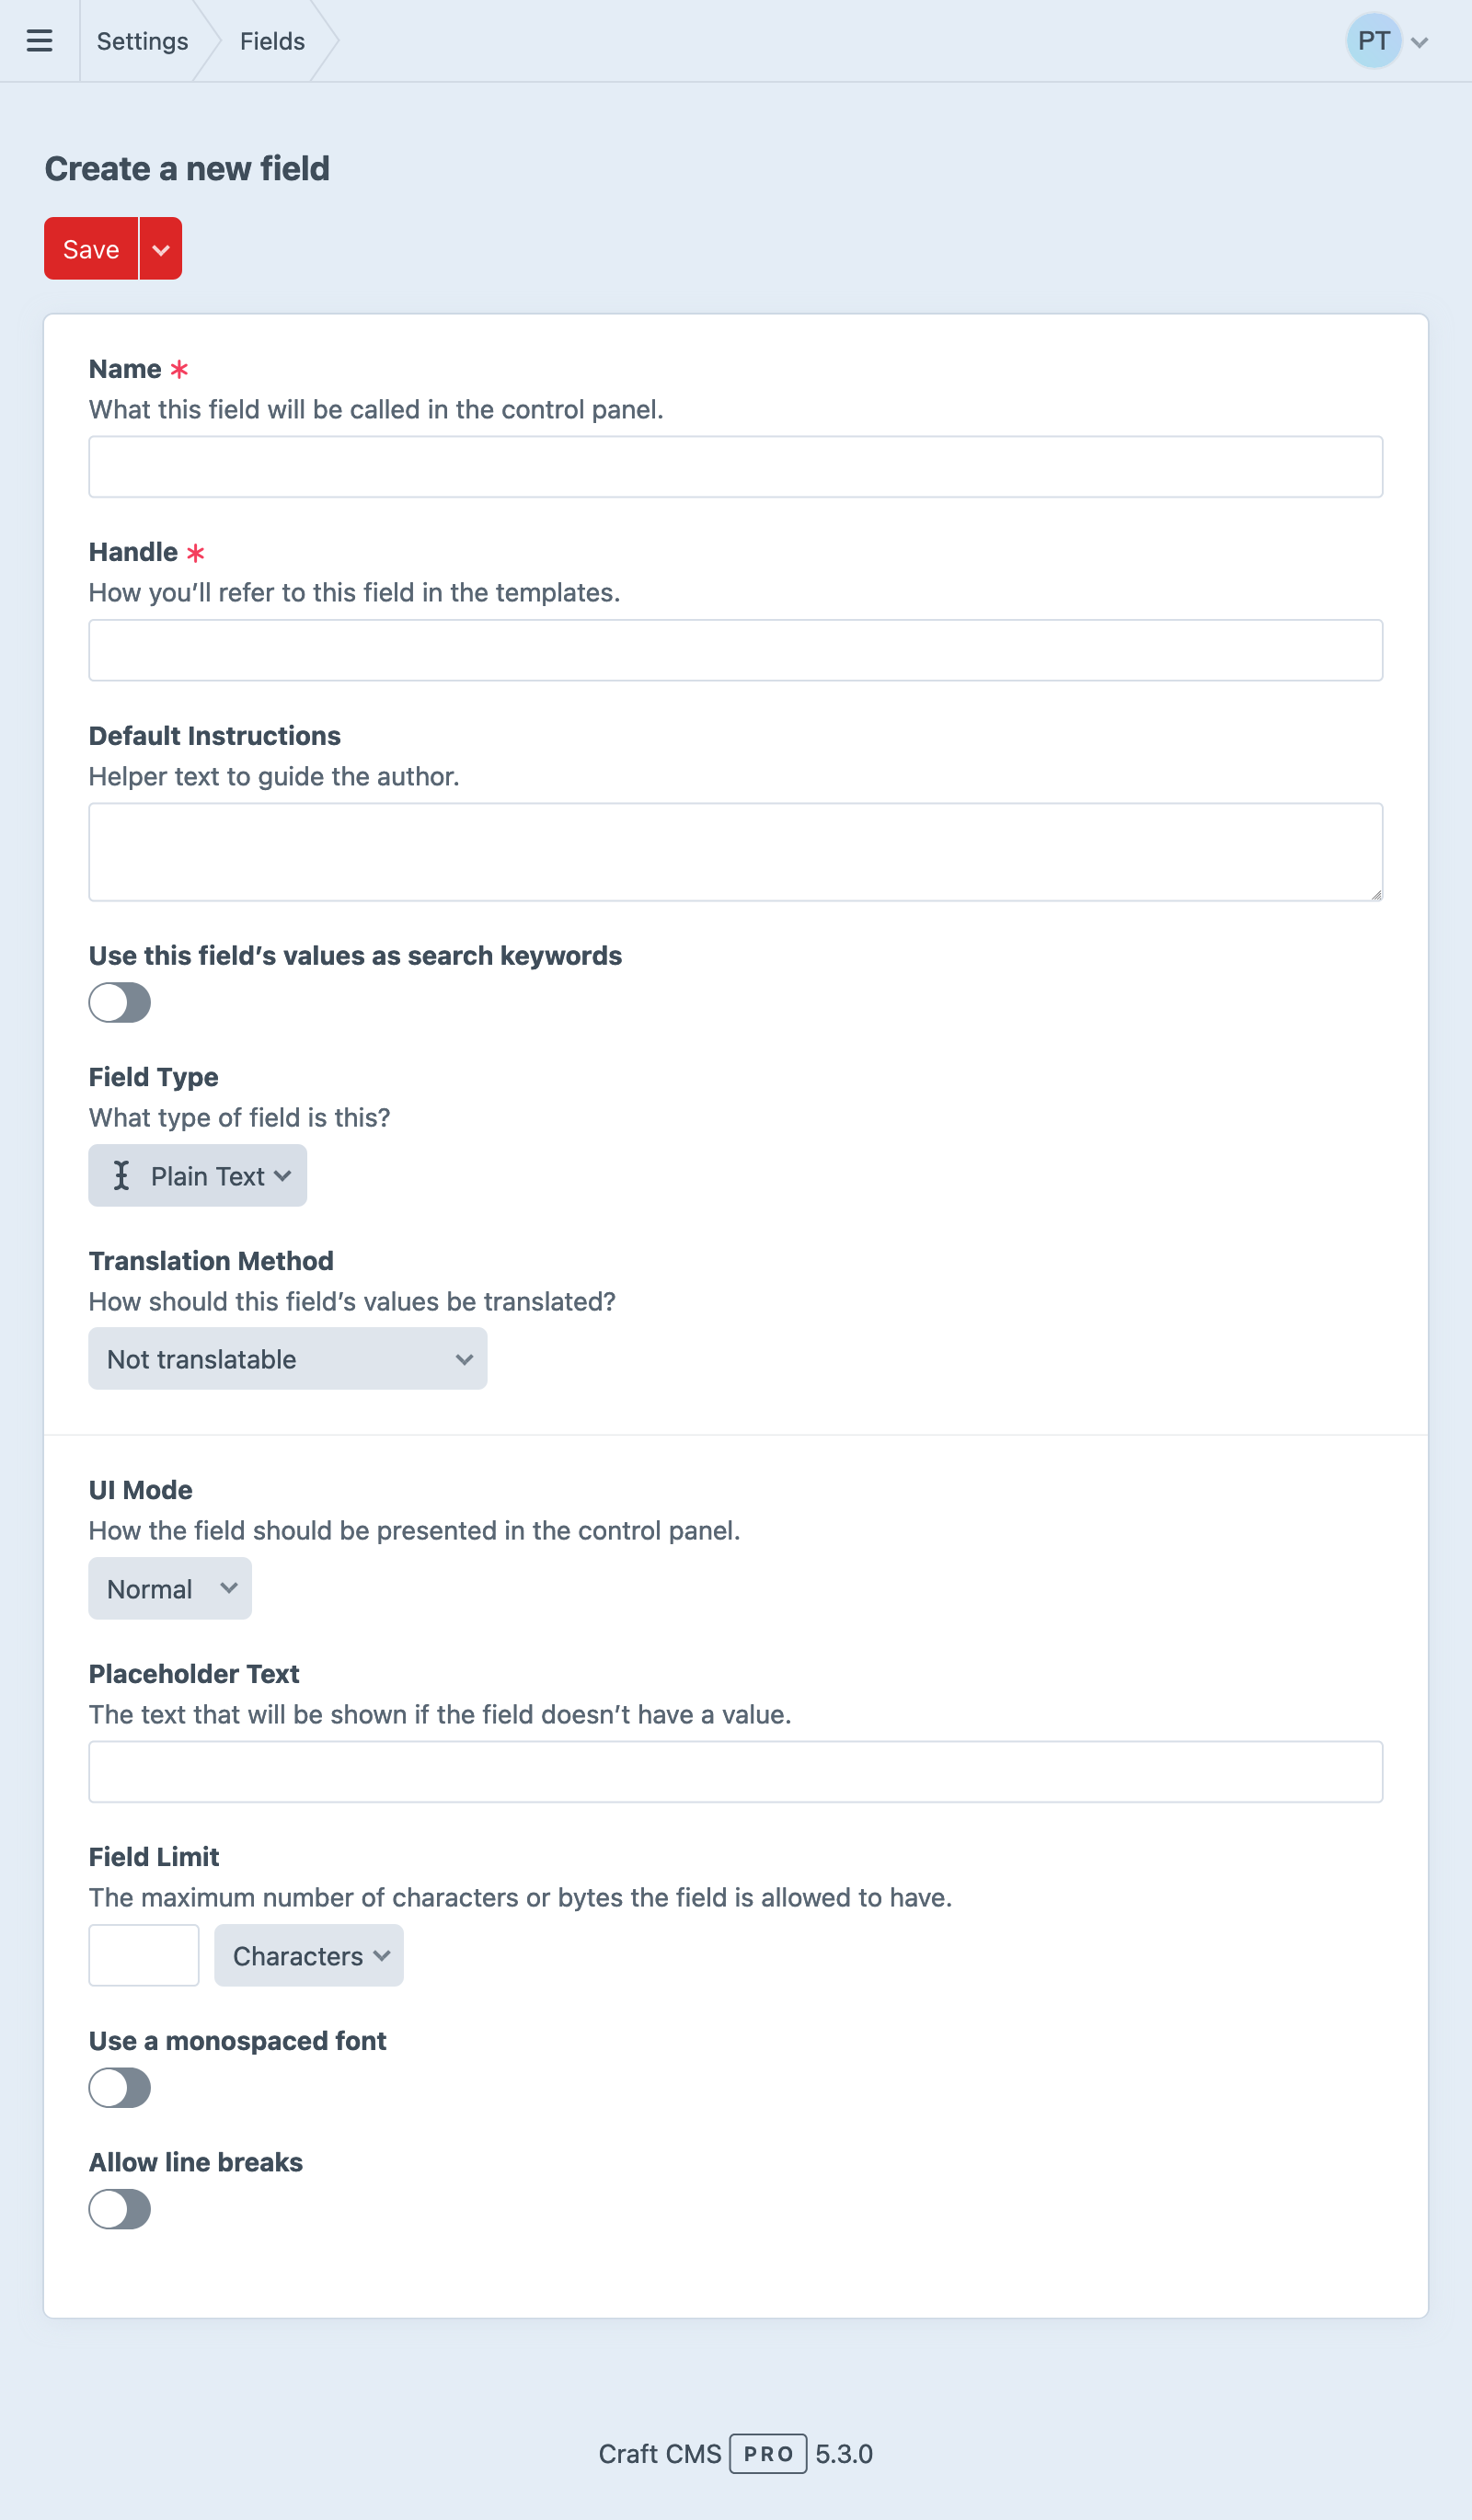 Settings
Fields
PT
Create a new field
Save
Name *
What this field will be called in the control panel.
Handle *
How you’ll refer to this field in the templates.
Default Instructions
Helper text to guide the author.
Use this field’s values as search keywords
Field Type
What type of field is this?
Plain Text
Translation Method
How should this field’s values be translated?
Not translatable
UI Mode
How the field should be presented in the control panel.
Normal
Placeholder Text
The text that will be shown if the field doesn’t have a value.
Field Limit
The maximum number of characters or bytes the field is allowed to have.
Characters
Use a monospaced font
Allow line breaks
Craft CMS PRO 5.3.0